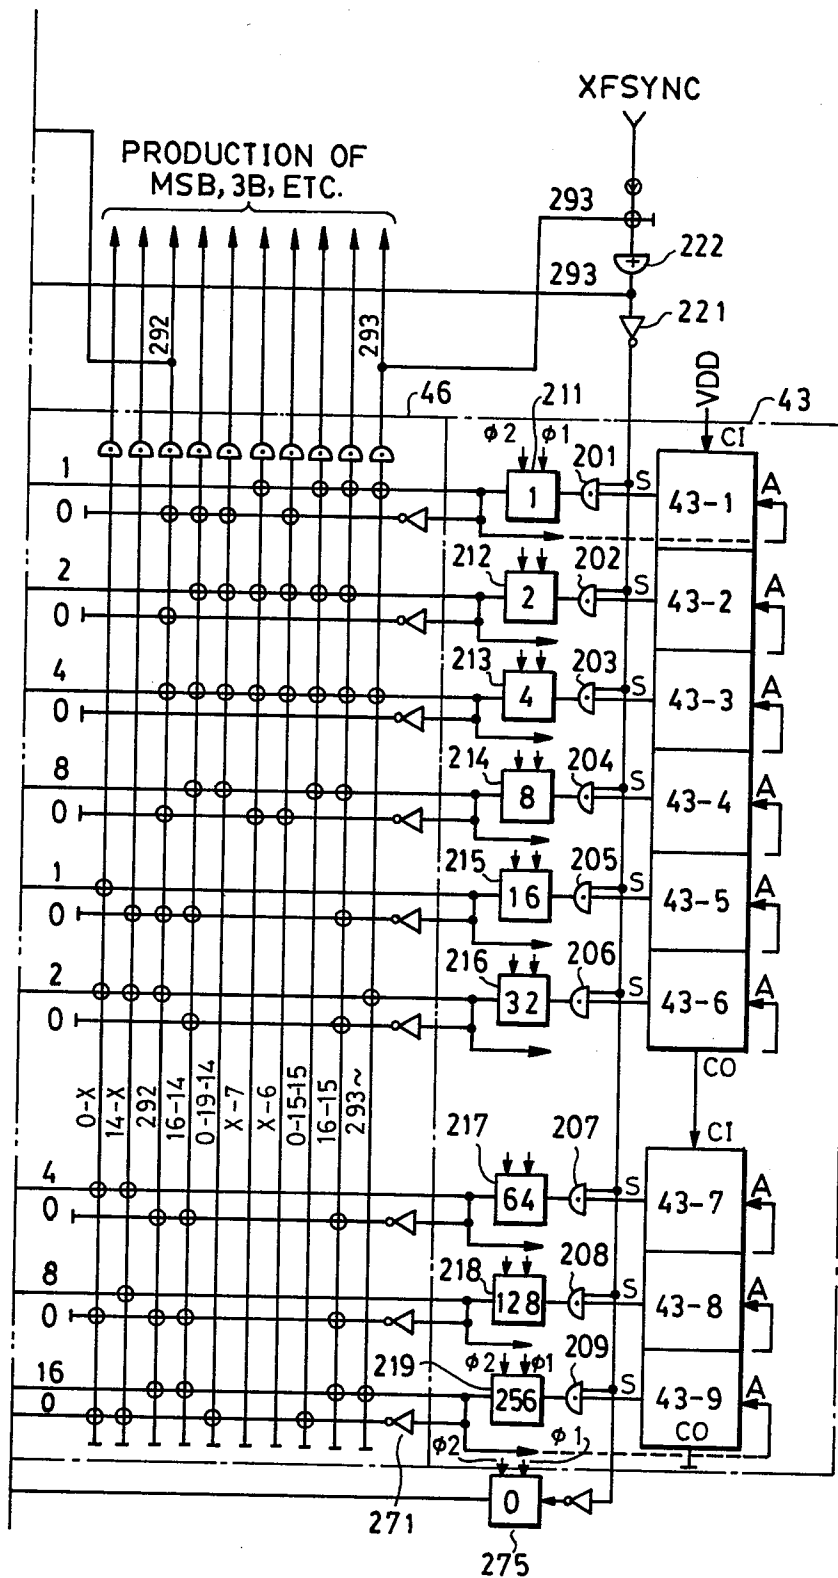 XFSYNC
PRODUCTION OF
MSB, 3B, ETC.
293
222
293
221
292
293
VDD
46
211
43
φ2 φ1
201
CI
1
0
1
S
43-1
A
212
202
2
0
2
S
43-2
A
213
203
4
0
4
S
43-3
A
214
204
8
0
8
S
43-4
A
215
205
1
0
16
S
43-5
A
216
206
2
0
32
S
43-6
A
CO
0-X
14-X
292
16-14
0-19-14
X-7
X-6
0-15-15
16-15
293~
217
207
CI
4
0
64
S
43-7
A
218
208
8
0
128
S
43-8
A
219
φ2 φ1
209
16
0
256
S
43-9
A
CO
φ2 φ1
271
0
275